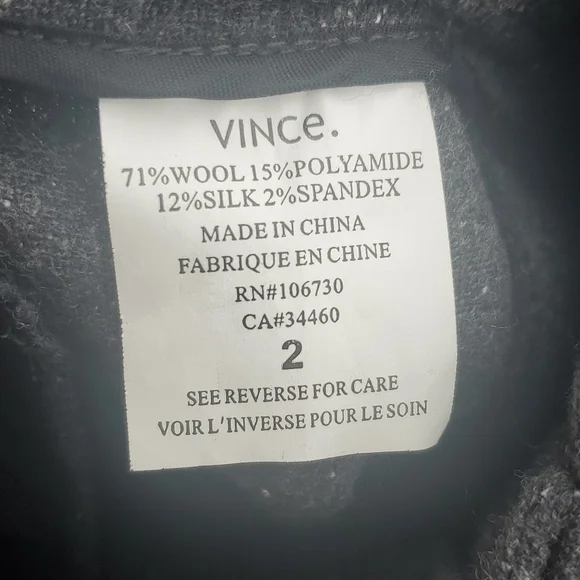 VINCe.
71%WOOL 15%POLYAMIDE
12%SILK 2%SPANDEX
MADE IN CHINA
FABRIQUE EN CHINE
RN#106730
CA#34460
2
SEE REVERSE FOR CARE
VOIR L'INVERSE POUR LE SOIN